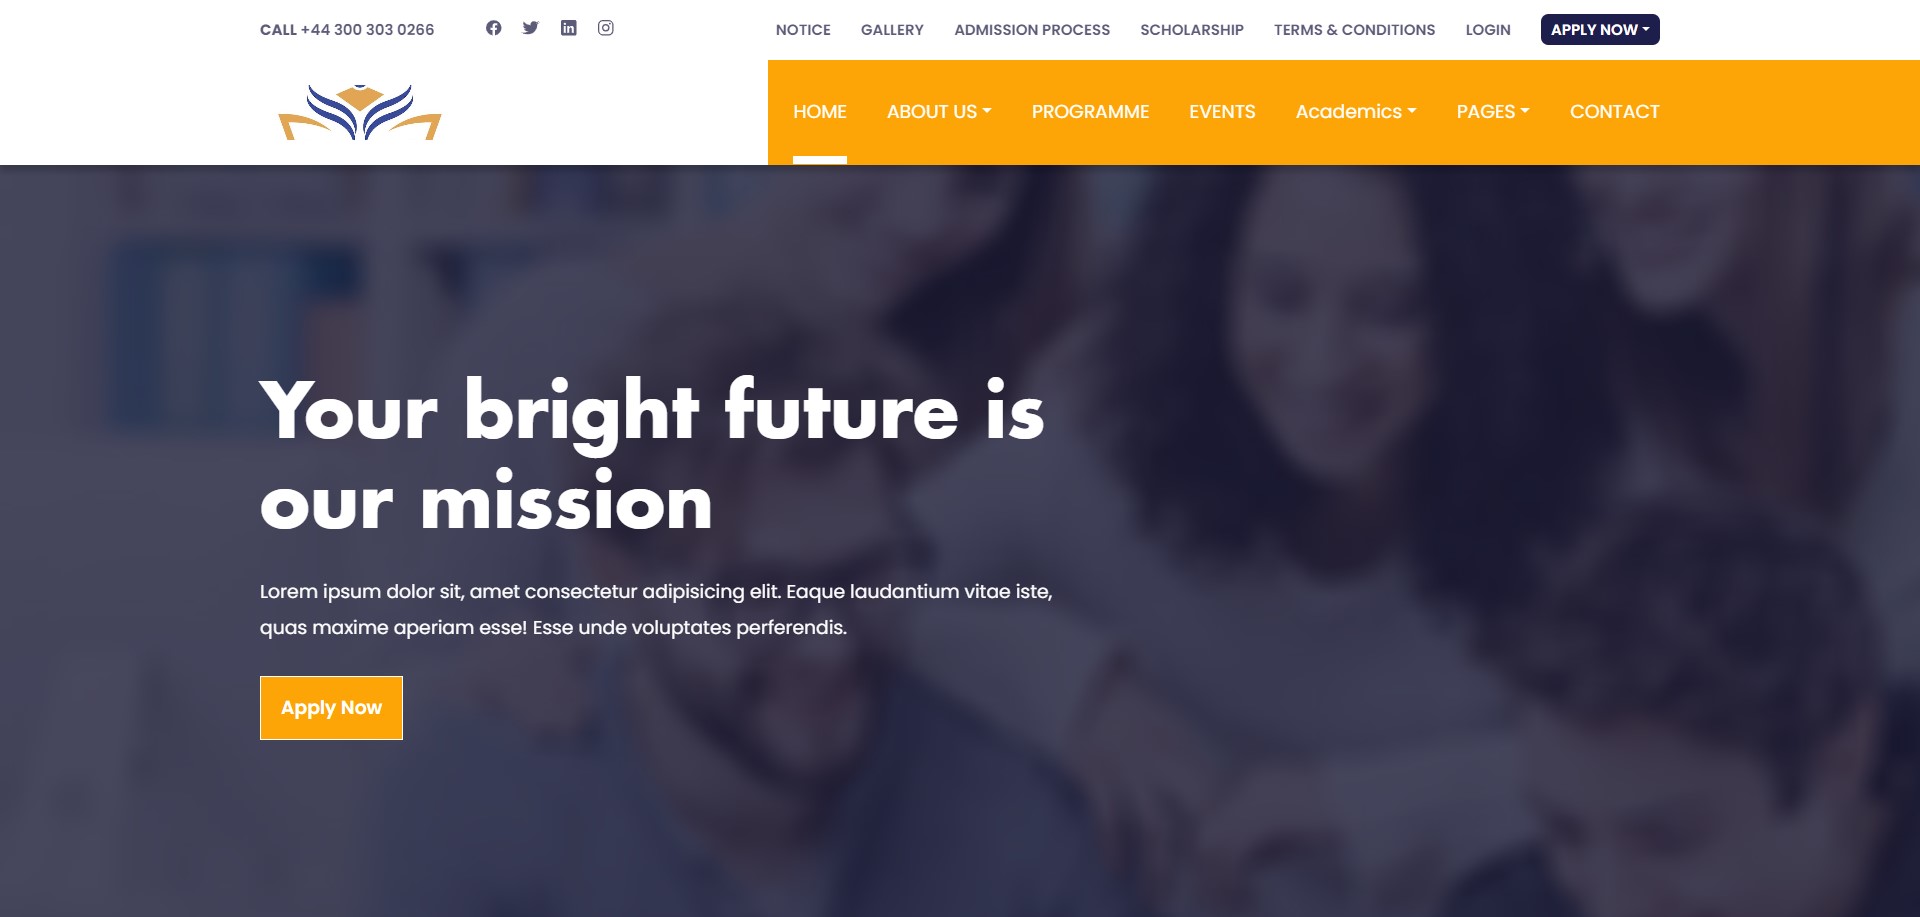 CALL +44 300 303 0266
NOTICE GALLERY ADMISSION PROCESS SCHOLARSHIP TERMS & CONDITIONS LOGIN APPLY NOW
HOME ABOUT US PROGRAMME EVENTS Academics PAGES CONTACT
Your bright future is
our mission
Lorem ipsum dolor sit, amet consectetur adipisicing elit. Eaque laudantium vitae iste,
quas maxime aperiam esse! Esse unde voluptates perferendis.
Apply Now